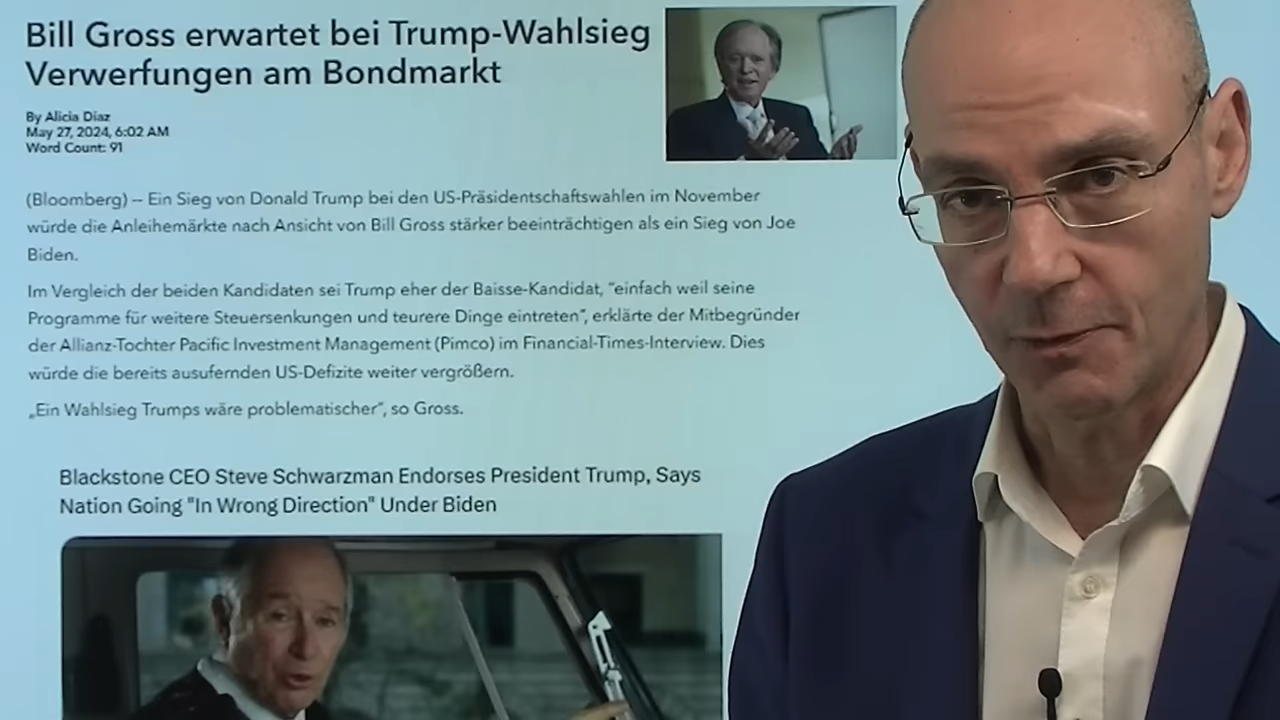 Bill Gross erwartet bei Trump-Wahlsieg
Verwerfungen am Bondmarkt
By Alicia Diaz
May 27, 2024, 6:02 AM
Word Count: 91
(Bloomberg) -- Ein Sieg von Donald Trump bei den US-Präsidentschaftswahlen im November
würde die Anleihemärkte nach Ansicht von Bill Gross stärker beeinträchtigen als ein Sieg von Joe
Biden.
Im Vergleich der beiden Kandidaten sei Trump eher der Baisse-Kandidat, “einfach weil seine
Programme für weitere Steuersenkungen und teurere Dinge eintreten”, erklärte der Mitbegründer
der Allianz-Tochter Pacific Investment Management (Pimco) im Financial-Times-Interview. Dies
würde die bereits ausufernden US-Defizite weiter vergrößern.
„Ein Wahlsieg Trumps wäre problematischer”, so Gross.
Blackstone CEO Steve Schwarzman Endorses President Trump, Says
Nation Going "In Wrong Direction" Under Biden